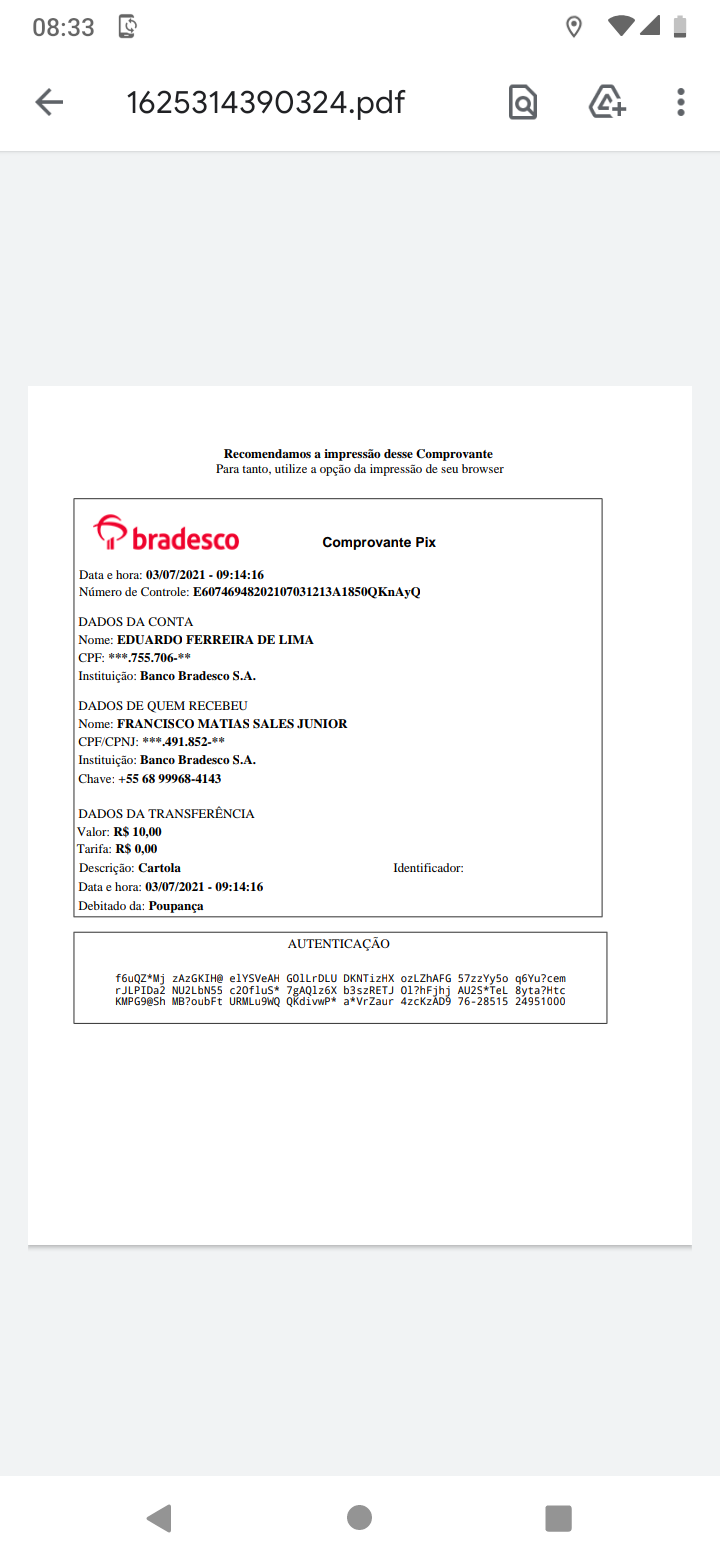 08:33
1625314390324.pdf
Recomendamos a impressão desse Comprovante
Para tanto, utilize a opção da impressão de seu browser
bradesco
Comprovante Pix
Data e hora: 03/07/2021 - 09:14:16
Número de Controle: E60746948202107031213A1850QKnAyQ
DADOS DA CONTA
Nome: EDUARDO FERREIRA DE LIMA
CPF: ***.755.706-**
Instituição: Banco Bradesco S.A.
DADOS DE QUEM RECEBEU
Nome: FRANCISCO MATIAS SALES JUNIOR
CPF/CPNJ: ***.491.852-**
Instituição: Banco Bradesco S.A.
Chave: +55 68 99968-4143
DADOS DA TRANSFERÊNCIA
Valor: R$ 10,00
Tarifa: R$ 0,00
Descrição: Cartola Identificador:
Data e hora: 03/07/2021 - 09:14:16
Debitado da: Poupança
AUTENTICAÇÃO
f6uQZ*Mj zAzGKIH@ elYSVeAH GOlLrDLU DKNTizHX ozLZhAFG 57zzYy5o q6Yu?cem
rJLPIDa2 NU2LbN55 c2OfluS* 7gAQlz6X b3szRETJ Ol?hFjhj AU2S*TeL 8yta?Htc
KMPG9@Sh MB?oubFt URMLu9WQ QKdivwP* a*VrZaur 4zcKzAD9 76-28515 24951000